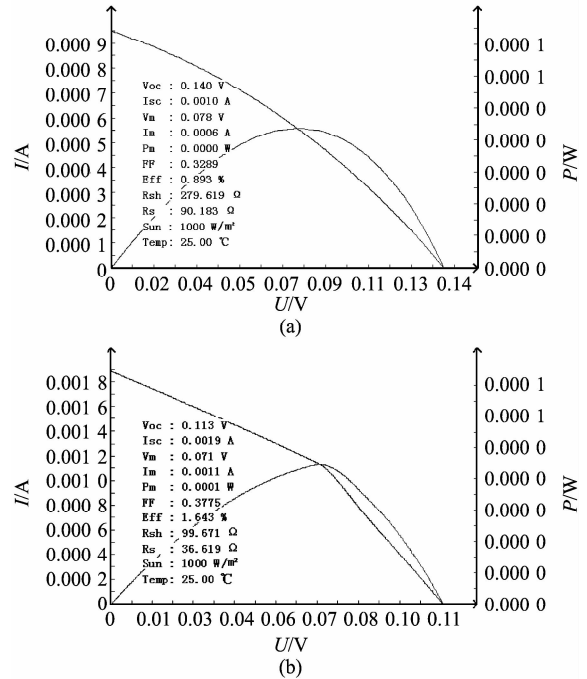 0.000 9
0.000 8
0.000 7
0.000 6
0.000 5
0.000 4
0.000 3
0.000 2
0.000 1
0
I/A
Voc : 0.140 V
Isc : 0.0010 A
Vm : 0.078 V
Im : 0.0006 A
Pm : 0.0000 W
FF : 0.3289
Eff : 0.893 %
Rsh : 279.619 Ω
Rs : 90.183 Ω
Sun : 1000 W/m²
Temp: 25.00 ℃
0.000 1
0.000 1
0.000 0
0.000 0
0.000 0
0.000 0
0.000 0
0.000 0
P/W
0 0.02 0.03 0.05 0.06 0.08 0.09 0.11 0.13 0.14
U/V
(a)
0.001 8
0.001 6
0.001 4
0.001 2
0.001 0
0.000 8
0.000 6
0.000 4
0.000 2
0
I/A
Voc : 0.113 V
Isc : 0.0019 A
Vm : 0.071 V
Im : 0.0011 A
Pm : 0.0001 W
FF : 0.3775
Eff : 1.643 %
Rsh : 99.671 Ω
Rs : 36.619 Ω
Sun : 1000 W/m²
Temp: 25.00 ℃
0.000 1
0.000 1
0.000 0
0.000 0
0.000 0
0.000 0
0.000 0
0.000 0
P/W
0 0.01 0.03 0.04 0.05 0.07 0.08 0.10 0.11
U/V
(b)